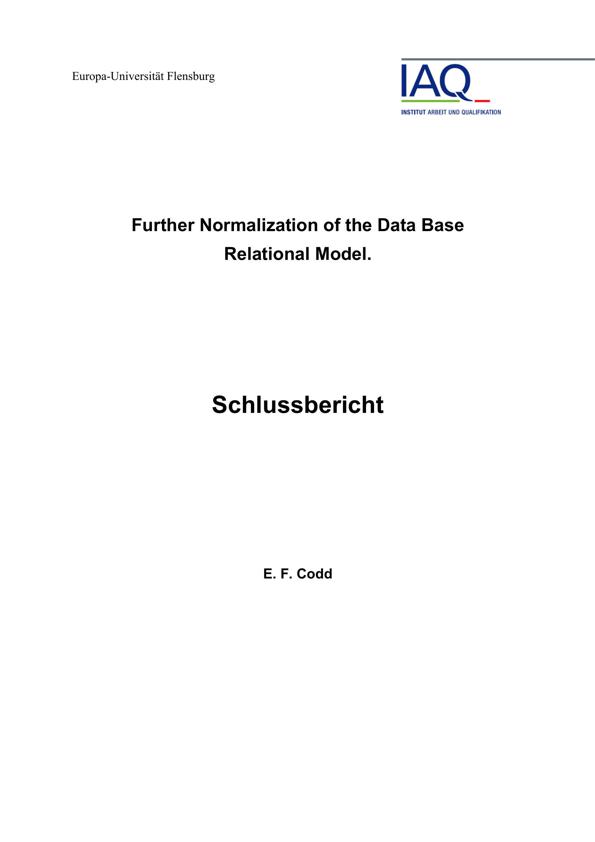 Europa-Universität Flensburg
IAQ
INSTITUT ARBEIT UND QUALIFIKATION
Further Normalization of the Data Base
Relational Model.
Schlussbericht
E. F. Codd